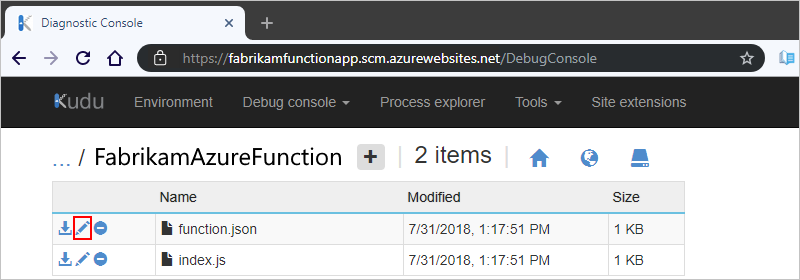 Diagnostic Console
https://fabrikamfunctionapp.scm.azurewebsites.net/DebugConsole
Kudu Environment Debug console Process explorer Tools Site extensions
... / FabrikamAzureFunction + | 2 items |
Name Modified Size
function.json 7/31/2018, 1:17:51 PM 1 KB
index.js 7/31/2018, 1:17:51 PM 1 KB